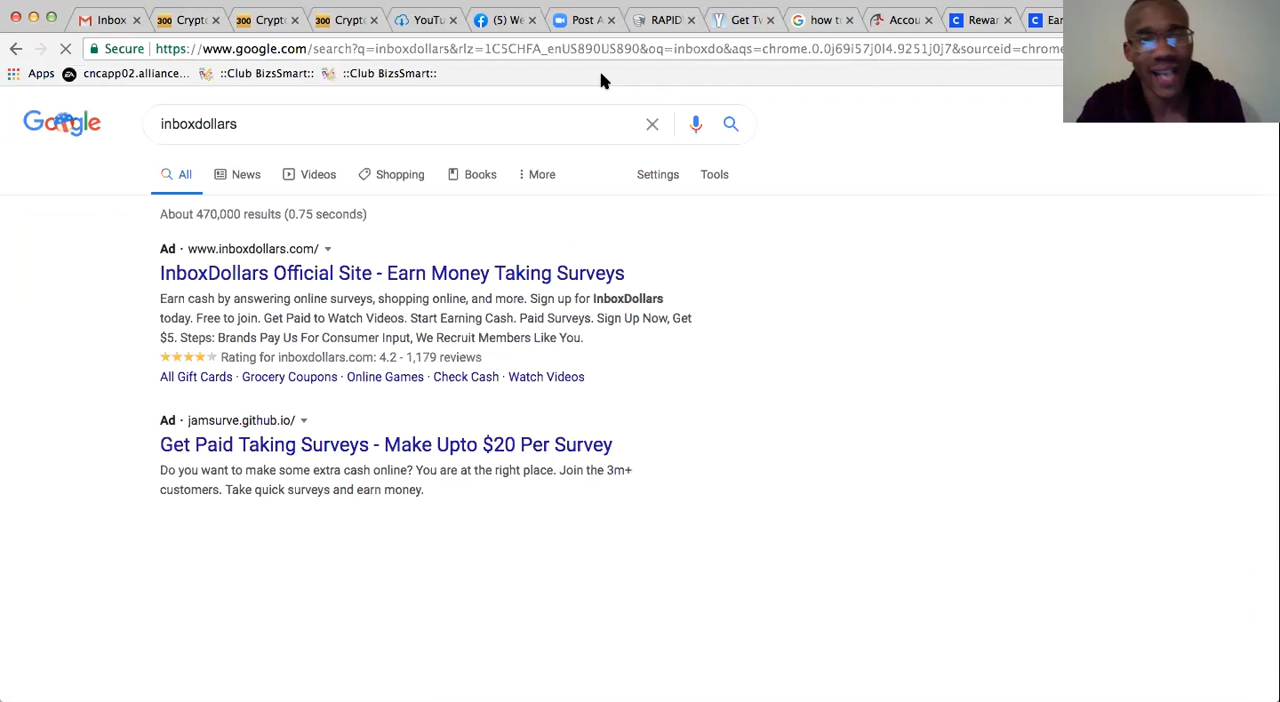 Inbox
Crypt
Crypt
Crypt
YouTu
(5) We
Post A
RAPID
Get Tv
how to
Accou
Rewar
Ear
Secure
https://www.google.com/search?q=inboxdollars&rlz=1C5CHFA_enUS890US890&oq=inboxdo&aqs=chrome.0.0j69i57j0l4.9251j0j7&sourceid=chrome
Apps
cncapp02.alliance...
::Club BizsSmart::
::Club BizsSmart::
inboxdollars
All
News
Videos
Shopping
Books
More
Settings
Tools
About 470,000 results (0.75 seconds)
Ad · www.inboxdollars.com/
InboxDollars Official Site - Earn Money Taking Surveys
Earn cash by answering online surveys, shopping online, and more. Sign up for InboxDollars
today. Free to join. Get Paid to Watch Videos. Start Earning Cash. Paid Surveys. Sign Up Now, Get
$5. Steps: Brands Pay Us For Consumer Input, We Recruit Members Like You.
Rating for inboxdollars.com: 4.2 - 1,179 reviews
All Gift Cards · Grocery Coupons · Online Games · Check Cash · Watch Videos
Ad · jamsurve.github.io/
Get Paid Taking Surveys - Make Upto $20 Per Survey
Do you want to make some extra cash online? You are at the right place. Join the 3m+
customers. Take quick surveys and earn money.